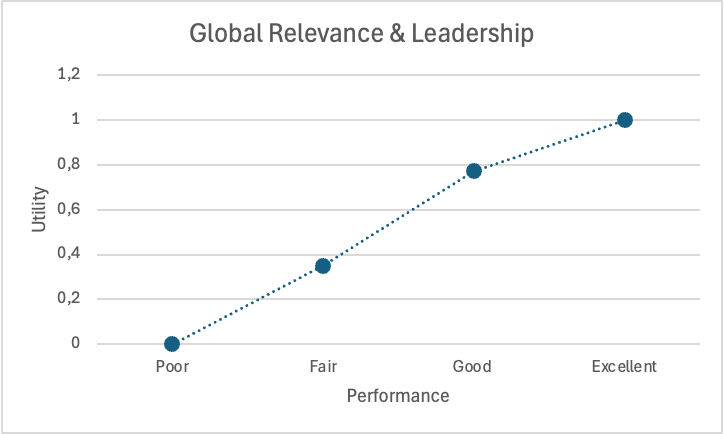 Global Relevance & Leadership
1,2
1
0,8
0,6
0,4
0,2
0
Utility
Poor Fair Good Excellent
Performance